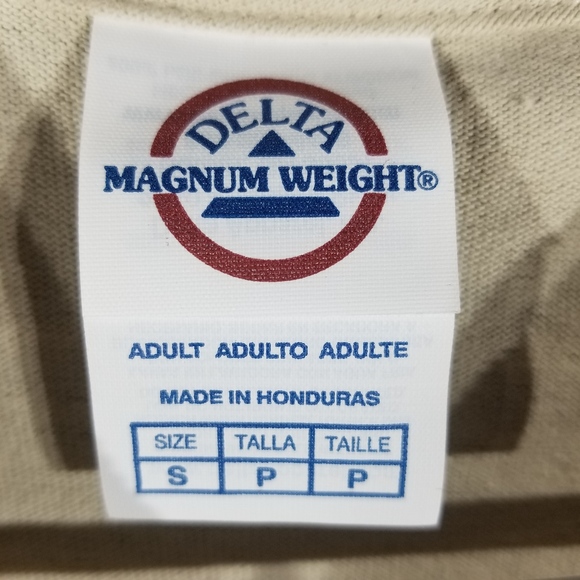 DELTA
MAGNUM WEIGHT®
ADULT ADULTO ADULTE
MADE IN HONDURAS
SIZE TALLA TAILLE
S P P